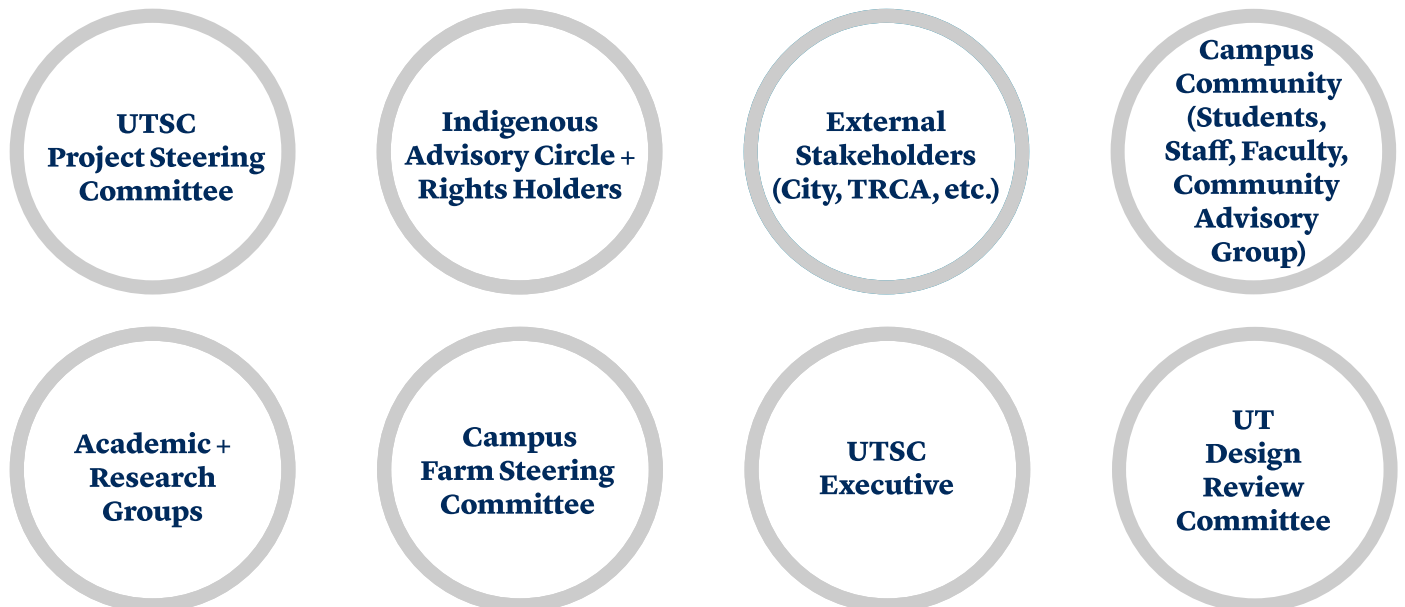 UTSC
Project Steering
Committee
Indigenous
Advisory Circle +
Rights Holders
External
Stakeholders
(City, TRCA, etc.)
Campus
Community
(Students,
Staff, Faculty,
Community
Advisory
Group)
Academic +
Research
Groups
Campus
Farm Steering
Committee
UTSC
Executive
UT
Design
Review
Committee